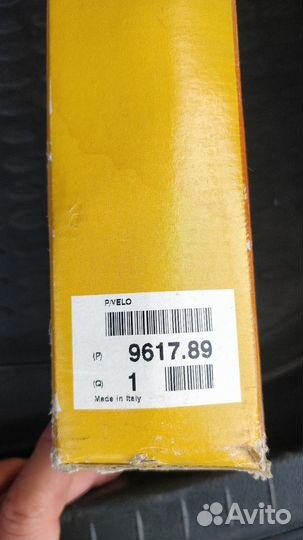 P/VELO
(P) 9617.89
(Q) 1
Made in Italy
Avito